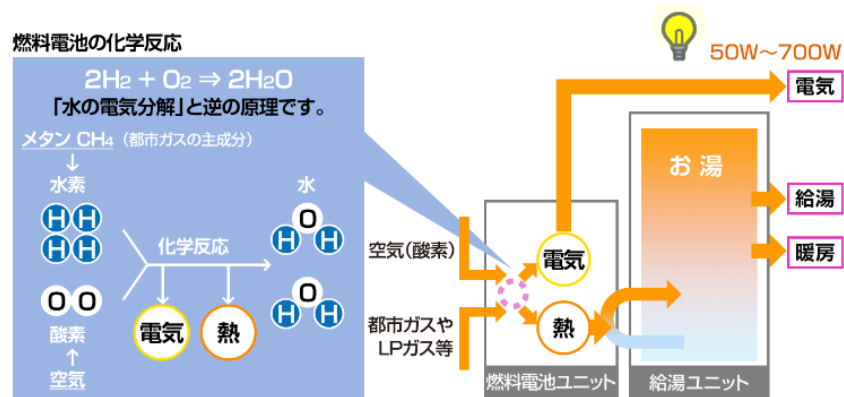 燃料電池の化学反応
2H2 + O2 ⇒ 2H2O
「水の電気分解」と逆の原理です。
メタン CH4（都市ガスの主成分）
↓
水素
H H
H H
O O
酸素
↑
空気
化学反応
電気
熱
水
O
H H
O
H H
空気(酸素)
都市ガスや
LPガス等
電気
熱
燃料電池ユニット
お湯
給湯ユニット
50W～700W
電気
給湯
暖房